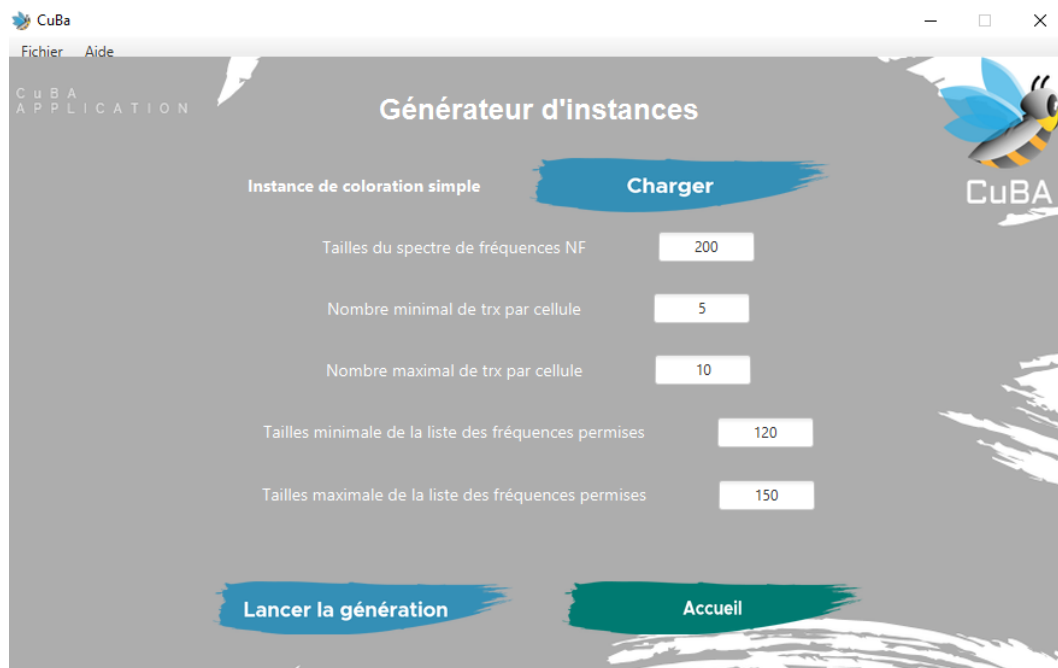 CuBa
Fichier Aide
CuBA
APPLICATION
Générateur d'instances
Instance de coloration simple Charger
CuBA
Tailles du spectre de fréquences NF 200
Nombre minimal de trx par cellule 5
Nombre maximal de trx par cellule 10
Tailles minimale de la liste des fréquences permises 120
Tailles maximale de la liste des fréquences permises 150
Lancer la génération Accueil